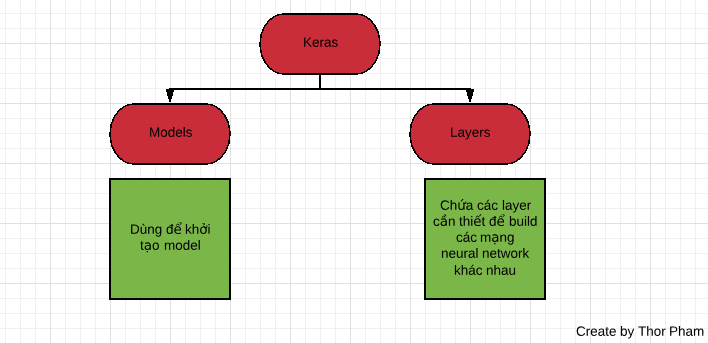 Keras
Models
Layers
Dùng để khởi
tạo model
Chứa các layer
cần thiết để build
các mạng
neural network
khác nhau
Create by Thor Pham